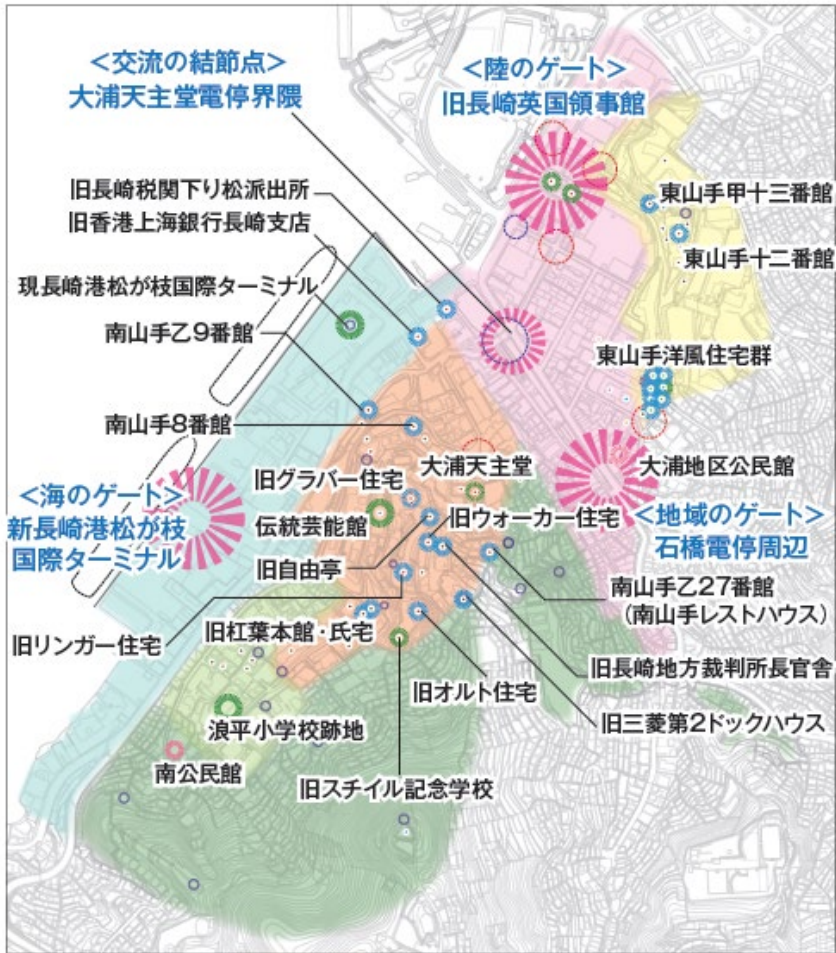 <交流の結節点>
大浦天主堂電停界隈
<陸のゲート>
旧長崎英国領事館
旧長崎税関下り松派出所
旧香港上海銀行長崎支店
現長崎港松が枝国際ターミナル
南山手乙9番館
南山手8番館
東山手甲十三番館
東山手十二番館
東山手洋風住宅群
大浦地区公民館
大浦天主堂
旧グラバー住宅
伝統芸能館
旧ウォーカー住宅
旧自由亭
<海のゲート>
新長崎港松が枝
国際ターミナル
<地域のゲート>
石橋電停周辺
南山手乙27番館
(南山手レストハウス)
旧リンガー住宅
旧杠葉本館・氏宅
旧長崎地方裁判所長官舎
旧オルト住宅
旧三菱第2ドックハウス
浪平小学校跡地
南公民館
旧スチイル記念学校